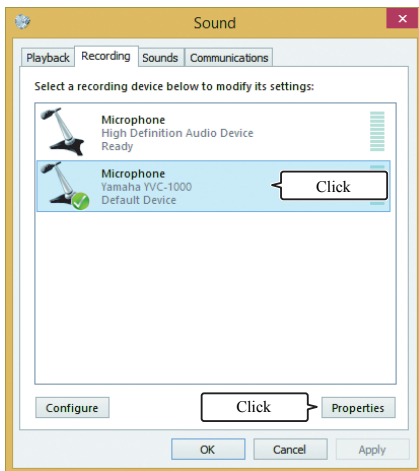 Sound
Playback Recording Sounds Communications
Select a recording device below to modify its settings:
Microphone
High Definition Audio Device
Ready
Microphone
Yamaha YVC-1000
Default Device
Click
Configure
Click
Properties
OK Cancel Apply